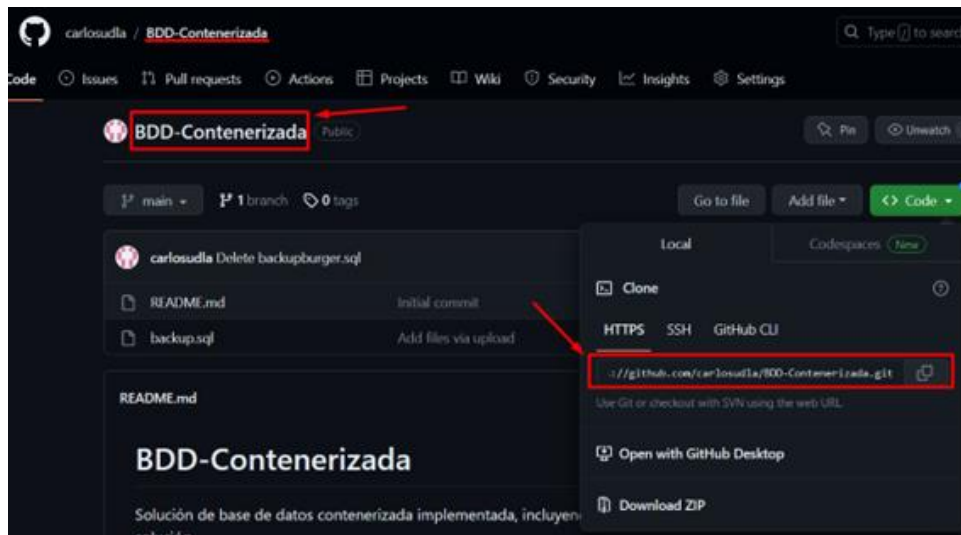 carlosudla / BDD-Contenerizada
Type / to search
Code Issues Pull requests Actions Projects Wiki Security Insights Settings
BDD-Contenerizada Public
Pin Unwatch
main 1 branch 0 tags
Go to file Add file Code
Local Codespaces New
carlosudla Delete backupburger.sql
Clone
README.md Initial commit
HTTPS SSH GitHub CLI
backup.sql Add files via upload
://github.com/carlosudla/BDD-Contenerizada.git
Use Git or checkout with SVN using the web URL.
README.md
Open with GitHub Desktop
BDD-Contenerizada
Download ZIP
Solución de base de datos contenerizada implementada, incluyen